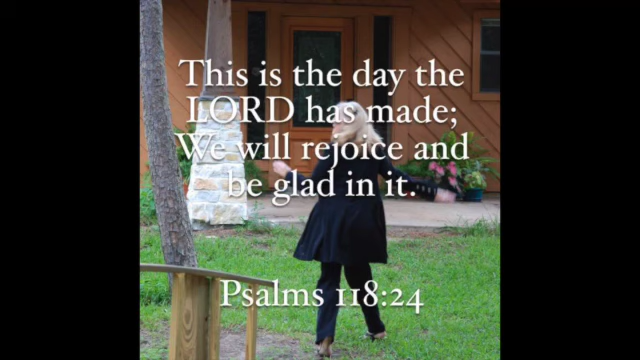 This is the day the
LORD has made;
We will rejoice and
be glad in it.
Psalms 118:24